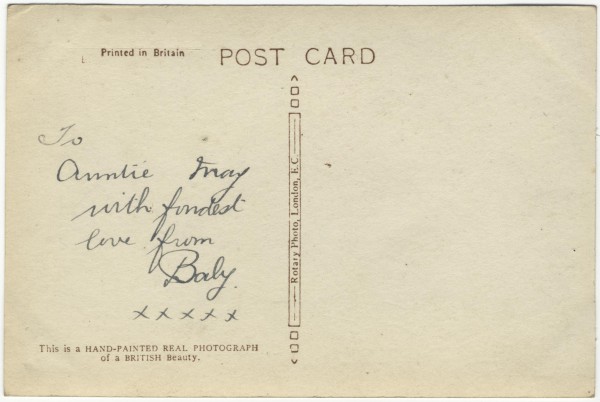 Printed in Britain
POST CARD
To
Auntie May
with fondest
love from
Baby.
x x x x x
Rotary Photo, London, E.C.
This is a HAND-PAINTED REAL PHOTOGRAPH
of a BRITISH Beauty.